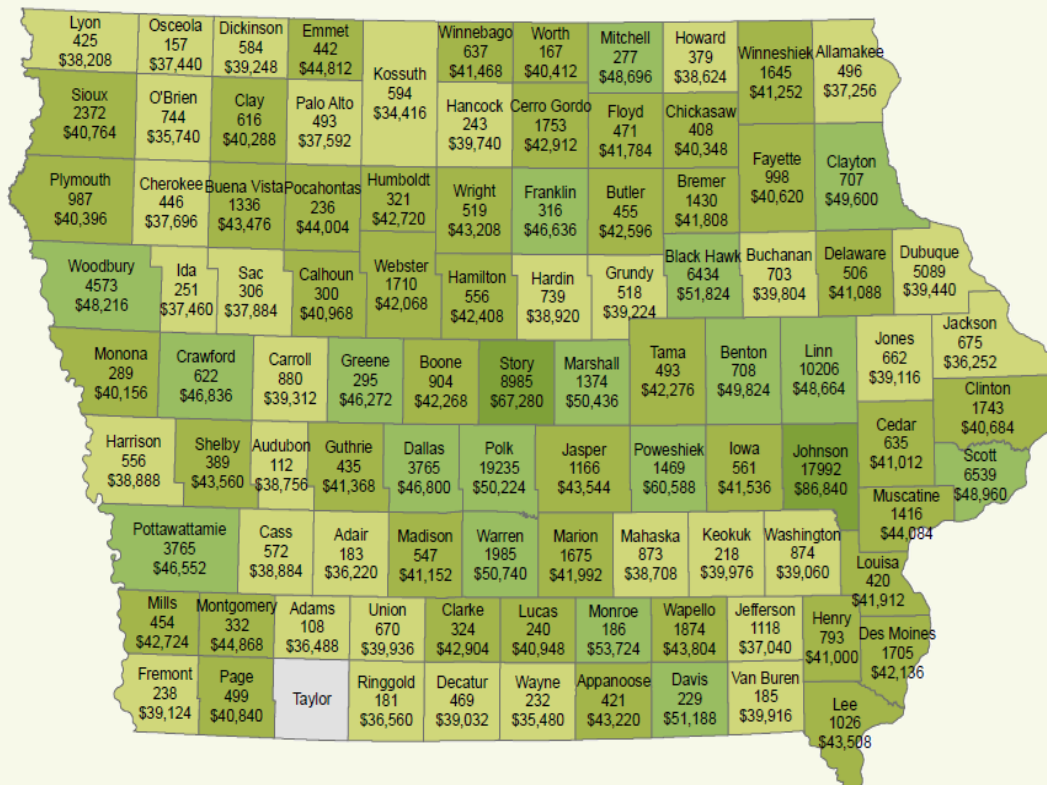 Lyon
425
$38,208
Osceola
157
$37,440
Dickinson
584
$39,248
Emmet
442
$44,812
Kossuth
594
$34,416
Winnebago
637
$41,468
Worth
167
$40,412
Mitchell
277
$48,696
Howard
379
$38,624
Winneshiek
1645
$41,252
Allamakee
496
$37,256
Sioux
2372
$40,764
O'Brien
744
$35,740
Clay
616
$40,288
Palo Alto
493
$37,592
Hancock
243
$39,740
Cerro Gordo
1753
$42,912
Floyd
471
$41,784
Chickasaw
408
$40,348
Fayette
998
$40,620
Clayton
707
$49,600
Plymouth
987
$40,396
Cherokee
446
$37,696
Buena Vista
1336
$43,476
Pocahontas
236
$44,004
Humboldt
321
$42,720
Wright
519
$43,208
Franklin
316
$46,636
Butler
455
$42,596
Bremer
1430
$41,808
Woodbury
4573
$48,216
Ida
251
$37,460
Sac
306
$37,884
Calhoun
300
$40,968
Webster
1710
$42,068
Hamilton
556
$42,408
Hardin
739
$38,920
Grundy
518
$39,224
Black Hawk
6434
$51,824
Buchanan
703
$39,804
Delaware
506
$41,088
Dubuque
5089
$39,440
Monona
289
$40,156
Crawford
622
$46,836
Carroll
880
$39,312
Greene
295
$46,272
Boone
904
$42,268
Story
8985
$67,280
Marshall
1374
$50,436
Tama
493
$42,276
Benton
708
$49,824
Linn
10206
$48,664
Jones
662
$39,116
Jackson
675
$36,252
Clinton
1743
$40,684
Harrison
556
$38,888
Shelby
389
$43,560
Audubon
112
$38,756
Guthrie
435
$41,368
Dallas
3765
$46,800
Polk
19235
$50,224
Jasper
1166
$43,544
Poweshiek
1469
$60,588
Iowa
561
$41,536
Johnson
17992
$86,840
Cedar
635
$41,012
Scott
6539
$48,960
Muscatine
1416
$44,084
Pottawattamie
3765
$46,552
Cass
572
$38,884
Adair
183
$36,220
Madison
547
$41,152
Warren
1985
$50,740
Marion
1675
$41,992
Mahaska
873
$38,708
Keokuk
218
$39,976
Washington
874
$39,060
Louisa
420
$41,912
Mills
454
$42,724
Montgomery
332
$44,868
Adams
108
$36,488
Union
670
$39,936
Clarke
324
$42,904
Lucas
240
$40,948
Monroe
186
$53,724
Wapello
1874
$43,804
Jefferson
1118
$37,040
Henry
793
$41,000
Des Moines
1705
$42,136
Fremont
238
$39,124
Page
499
$40,840
Taylor
Ringgold
181
$36,560
Decatur
469
$39,032
Wayne
232
$35,480
Appanoose
421
$43,220
Davis
229
$51,188
Van Buren
185
$39,916
Lee
1026
$43,508